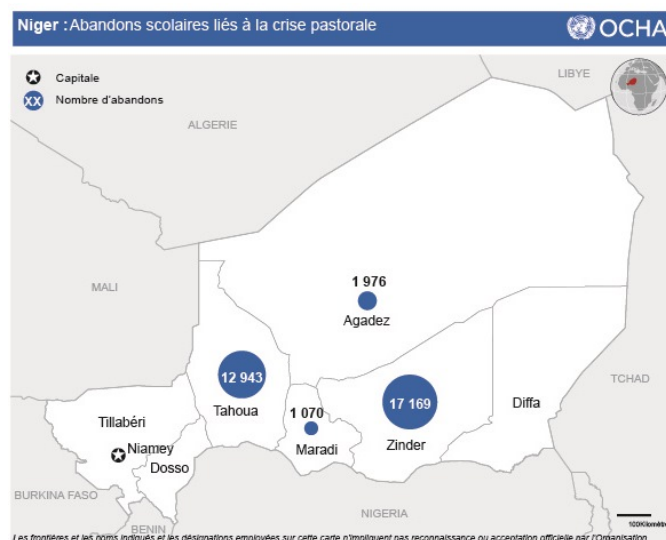 Niger : Abandons scolaires liés à la crise pastorale
OCHA
Capitale
XX Nombre d'abandons
LIBYE
ALGERIE
MALI
1 976
Agadez
12 943
Tahoua
1 070
Maradi
17 169
Zinder
Diffa
TCHAD
Tillabéri
Niamey
Dosso
BURKINA FASO
BENIN
NIGERIA
100Kilomètre
Les frontières et les noms indiqués et les désignations employées sur cette carte n'impliquent pas reconnaissance ou acceptation officielle par l'Organisation